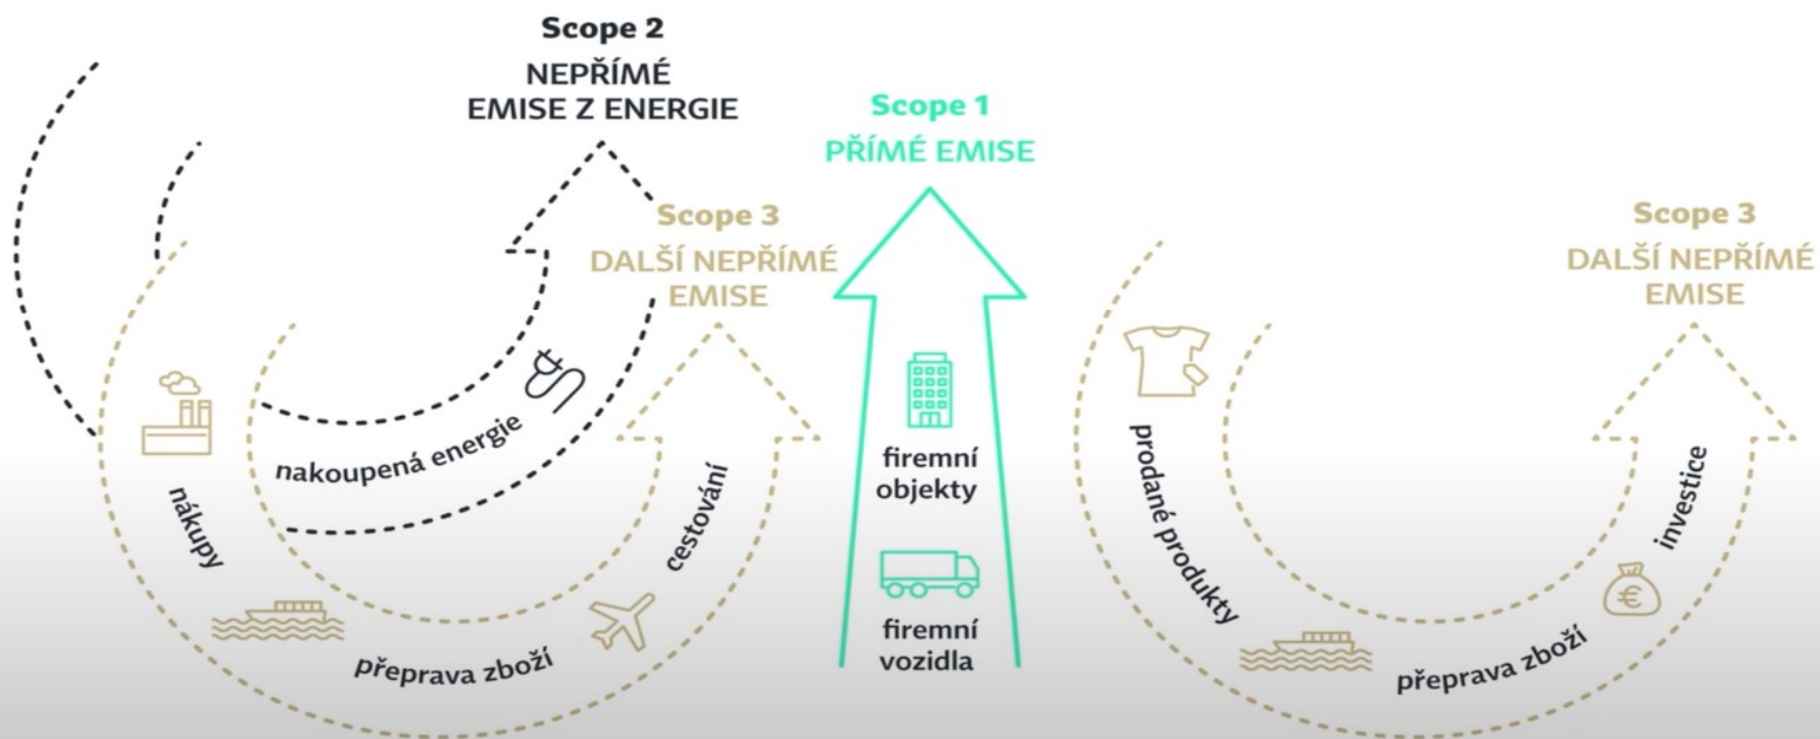 Scope 2
NEPŘÍMÉ
EMISE Z ENERGIE
Scope 1
PŘÍMÉ EMISE
Scope 3
DALŠÍ NEPŘÍMÉ
EMISE
Scope 3
DALŠÍ NEPŘÍMÉ
EMISE
nákupy
nakoupená energie
přeprava zboží
cestování
firemní
objekty
firemní
vozidla
prodané produkty
přeprava zboží
investice
€